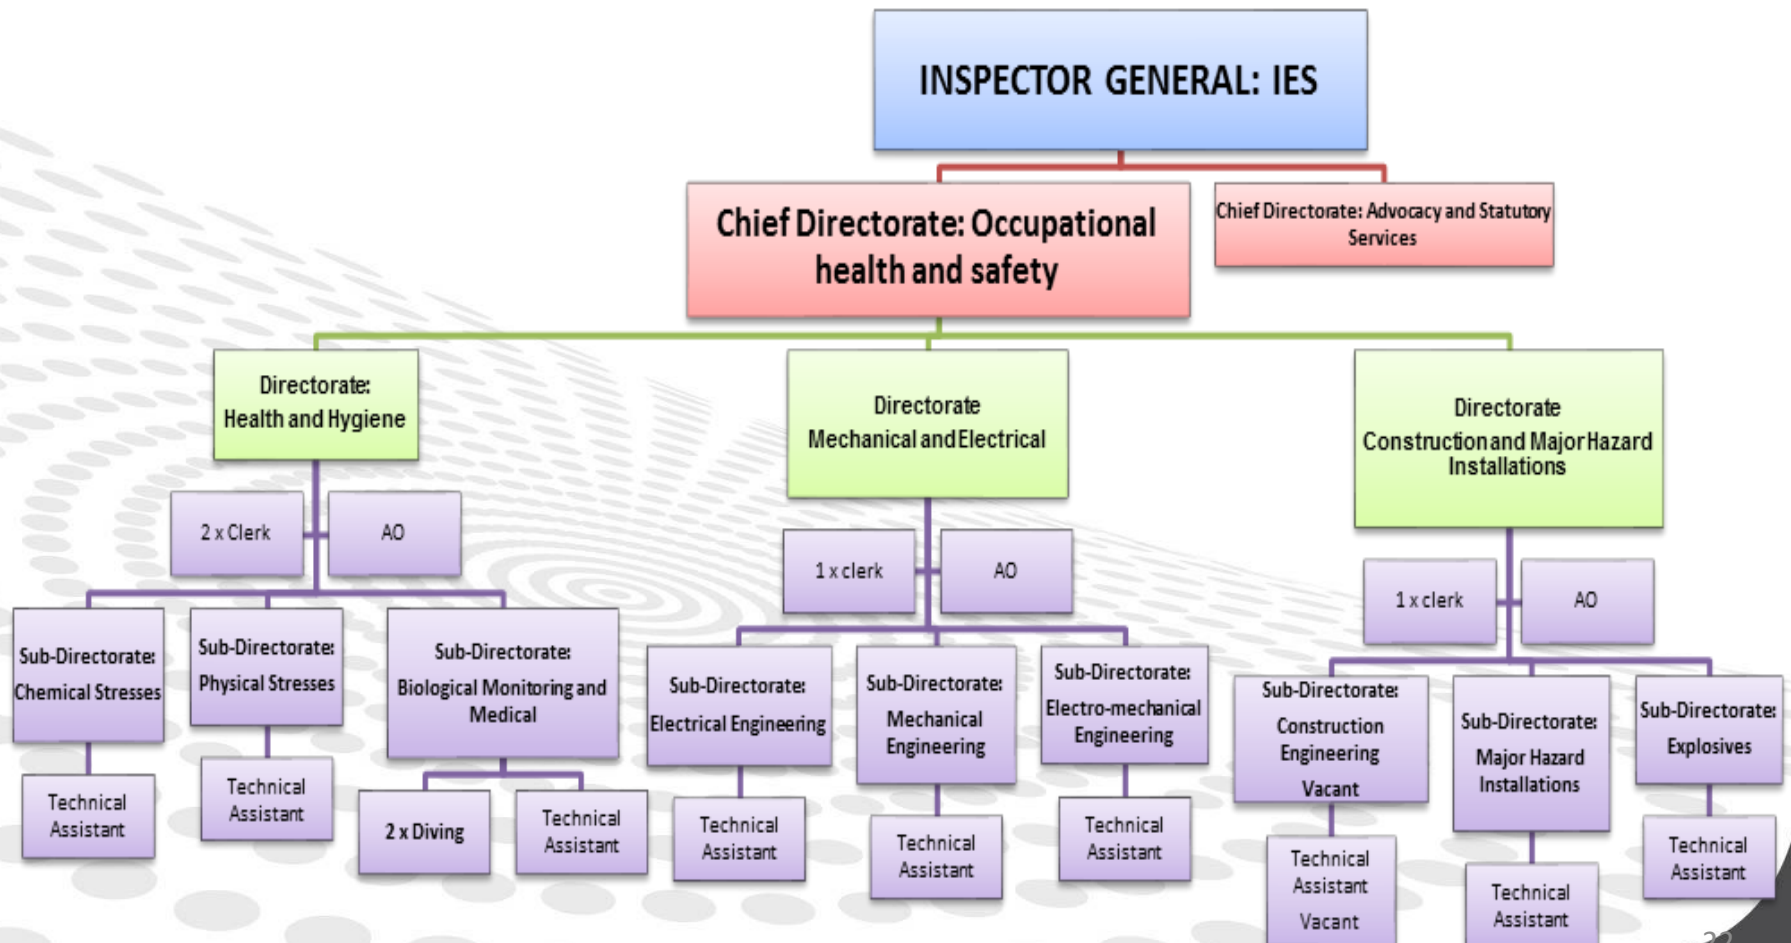 INSPECTOR GENERAL: IES
Chief Directorate: Occupational
health and safety
Chief Directorate: Advocacy and Statutory
Services
Directorate:
Health and Hygiene
Directorate
Mechanical and Electrical
Directorate
Construction and Major Hazard
Installations
2 x Clerk
AO
1 x clerk
AO
1 x clerk
AO
Sub-Directorate:
Chemical Stresses
Sub-Directorate:
Physical Stresses
Sub-Directorate:
Biological Monitoring and
Medical
Sub-Directorate:
Electrical Engineering
Sub-Directorate:
Mechanical
Engineering
Sub-Directorate:
Electro-mechanical
Engineering
Sub-Directorate:
Construction
Engineering
Vacant
Sub-Directorate:
Major Hazard
Installations
Sub-Directorate:
Explosives
Technical
Assistant
Technical
Assistant
2 x Diving
Technical
Assistant
Technical
Assistant
Technical
Assistant
Technical
Assistant
Technical
Assistant
Vacant
Technical
Assistant
Technical
Assistant